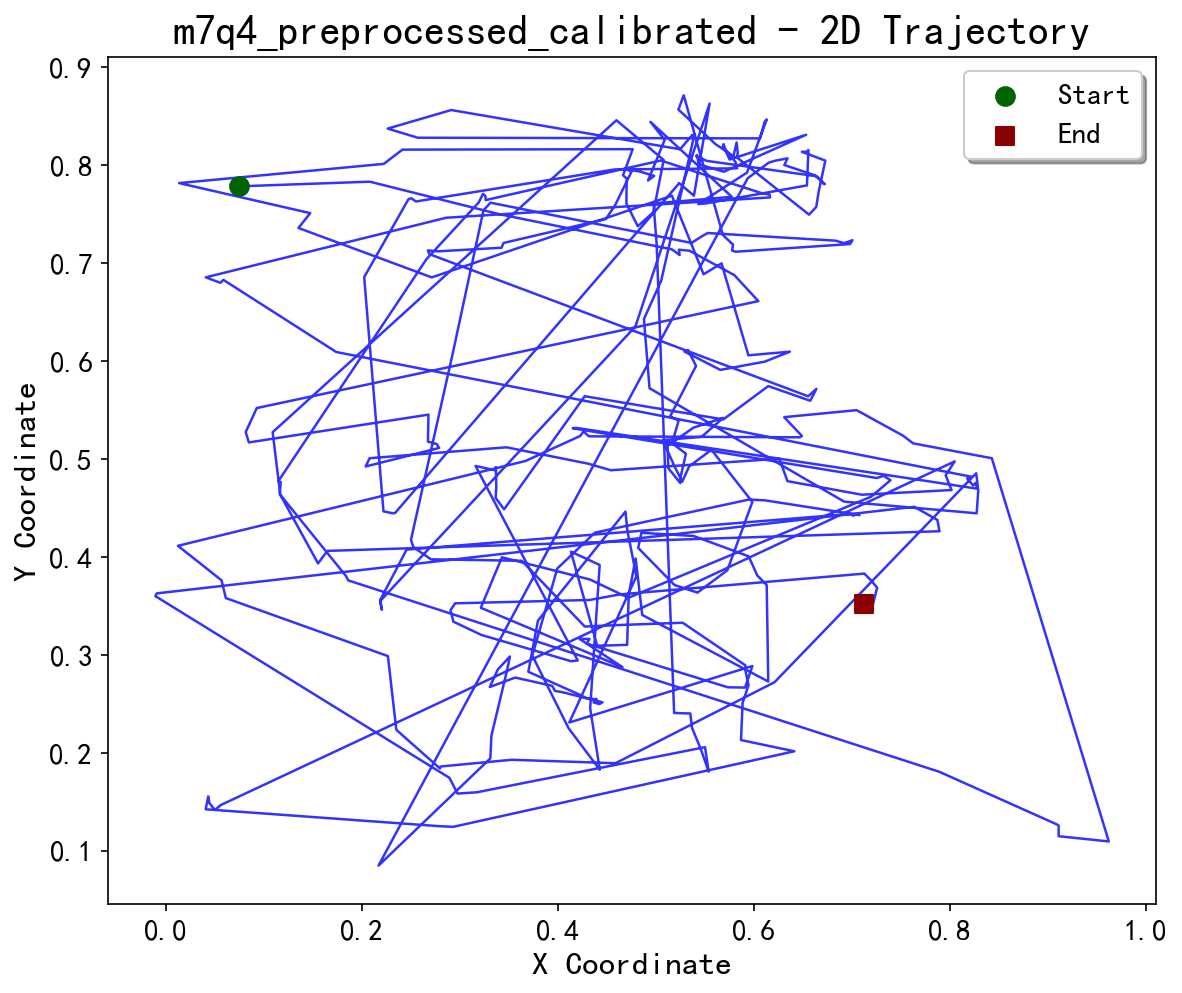 m7q4_preprocessed_calibrated - 2D Trajectory
Start
End
0.9
0.8
0.7
0.6
0.5
0.4
0.3
0.2
0.1
Y Coordinate
0.0 0.2 0.4 0.6 0.8 1.0
X Coordinate